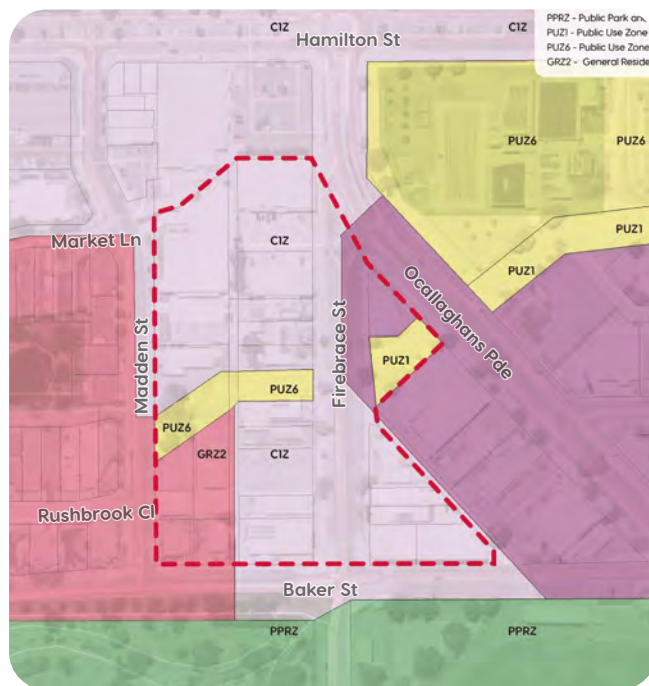 C1Z
Hamilton St
C1Z
PPRZ - Public Park an
PUZ1 - Public Use Zone
PUZ6 - Public Use Zone
GRZ2 - General Reside
PUZ6
PUZ6
Market Ln
C1Z
PUZ1
PUZ1
Ocallaghans Pde
Madden St
Firebrace St
PUZ1
PUZ6
PUZ6
GRZ2
C1Z
Rushbrook Cl
Baker St
PPRZ
PPRZ